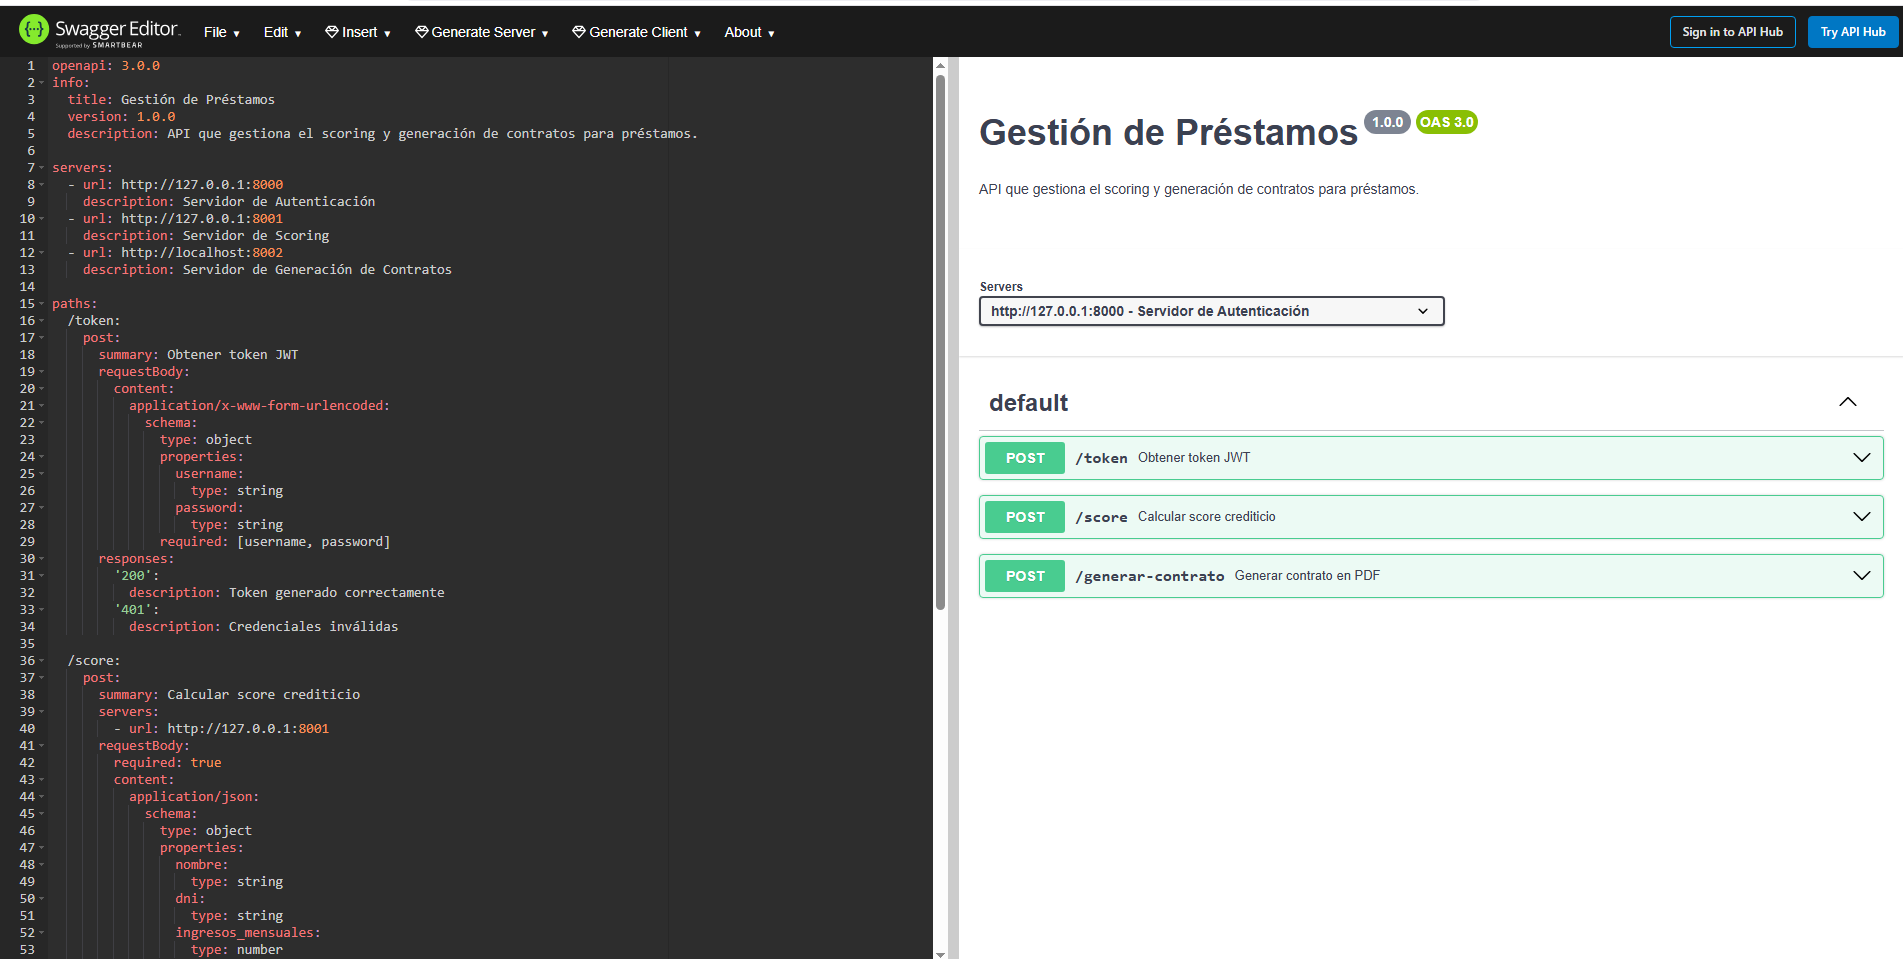 Swagger Editor.
Supported by SMARTBEAR
File ▾ Edit ▾ Insert ▾ Generate Server ▾ Generate Client ▾ About ▾
Sign in to API Hub
Try API Hub
1 openapi: 3.0.0
2 info:
3 title: Gestión de Préstamos
4 version: 1.0.0
5 description: API que gestiona el scoring y generación de contratos para préstamos.
6
7 servers:
8 - url: http://127.0.0.1:8000
9 description: Servidor de Autenticación
10 - url: http://127.0.0.1:8001
11 description: Servidor de Scoring
12 - url: http://localhost:8002
13 description: Servidor de Generación de Contratos
14
15 paths:
16 /token:
17 post:
18 summary: Obtener token JWT
19 requestBody:
20 content:
21 application/x-www-form-urlencoded:
22 schema:
23 type: object
24 properties:
25 username:
26 type: string
27 password:
28 type: string
29 required: [username, password]
30 responses:
31 '200':
32 description: Token generado correctamente
33 '401':
34 description: Credenciales inválidas
35
36 /score:
37 post:
38 summary: Calcular score crediticio
39 servers:
40 - url: http://127.0.0.1:8001
41 requestBody:
42 required: true
43 content:
44 application/json:
45 schema:
46 type: object
47 properties:
48 nombre:
49 type: string
50 dni:
51 type: string
52 ingresos_mensuales:
53 type: number
Gestión de Préstamos 1.0.0 OAS 3.0
API que gestiona el scoring y generación de contratos para préstamos.
Servers
http://127.0.0.1:8000 - Servidor de Autenticación
default
POST /token Obtener token JWT
POST /score Calcular score crediticio
POST /generar-contrato Generar contrato en PDF